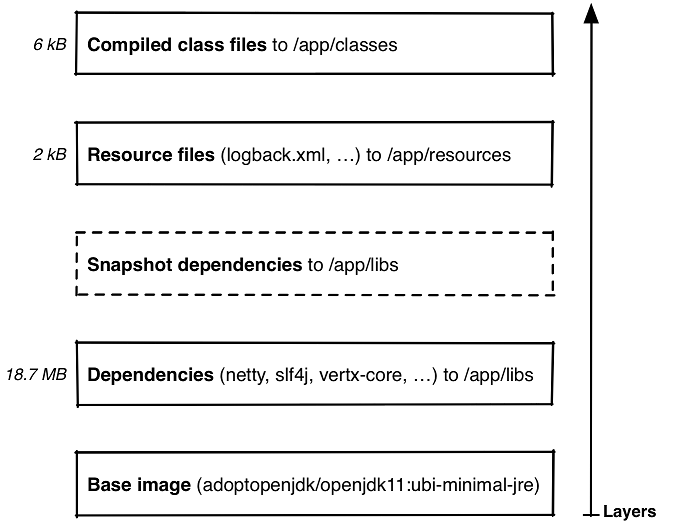 6 kB
Compiled class files to /app/classes
2 kB
Resource files (logback.xml, …) to /app/resources
Snapshot dependencies to /app/libs
18.7 MB
Dependencies (netty, slf4j, vertx-core, …) to /app/libs
Base image (adoptopenjdk/openjdk11:ubi-minimal-jre)
Layers